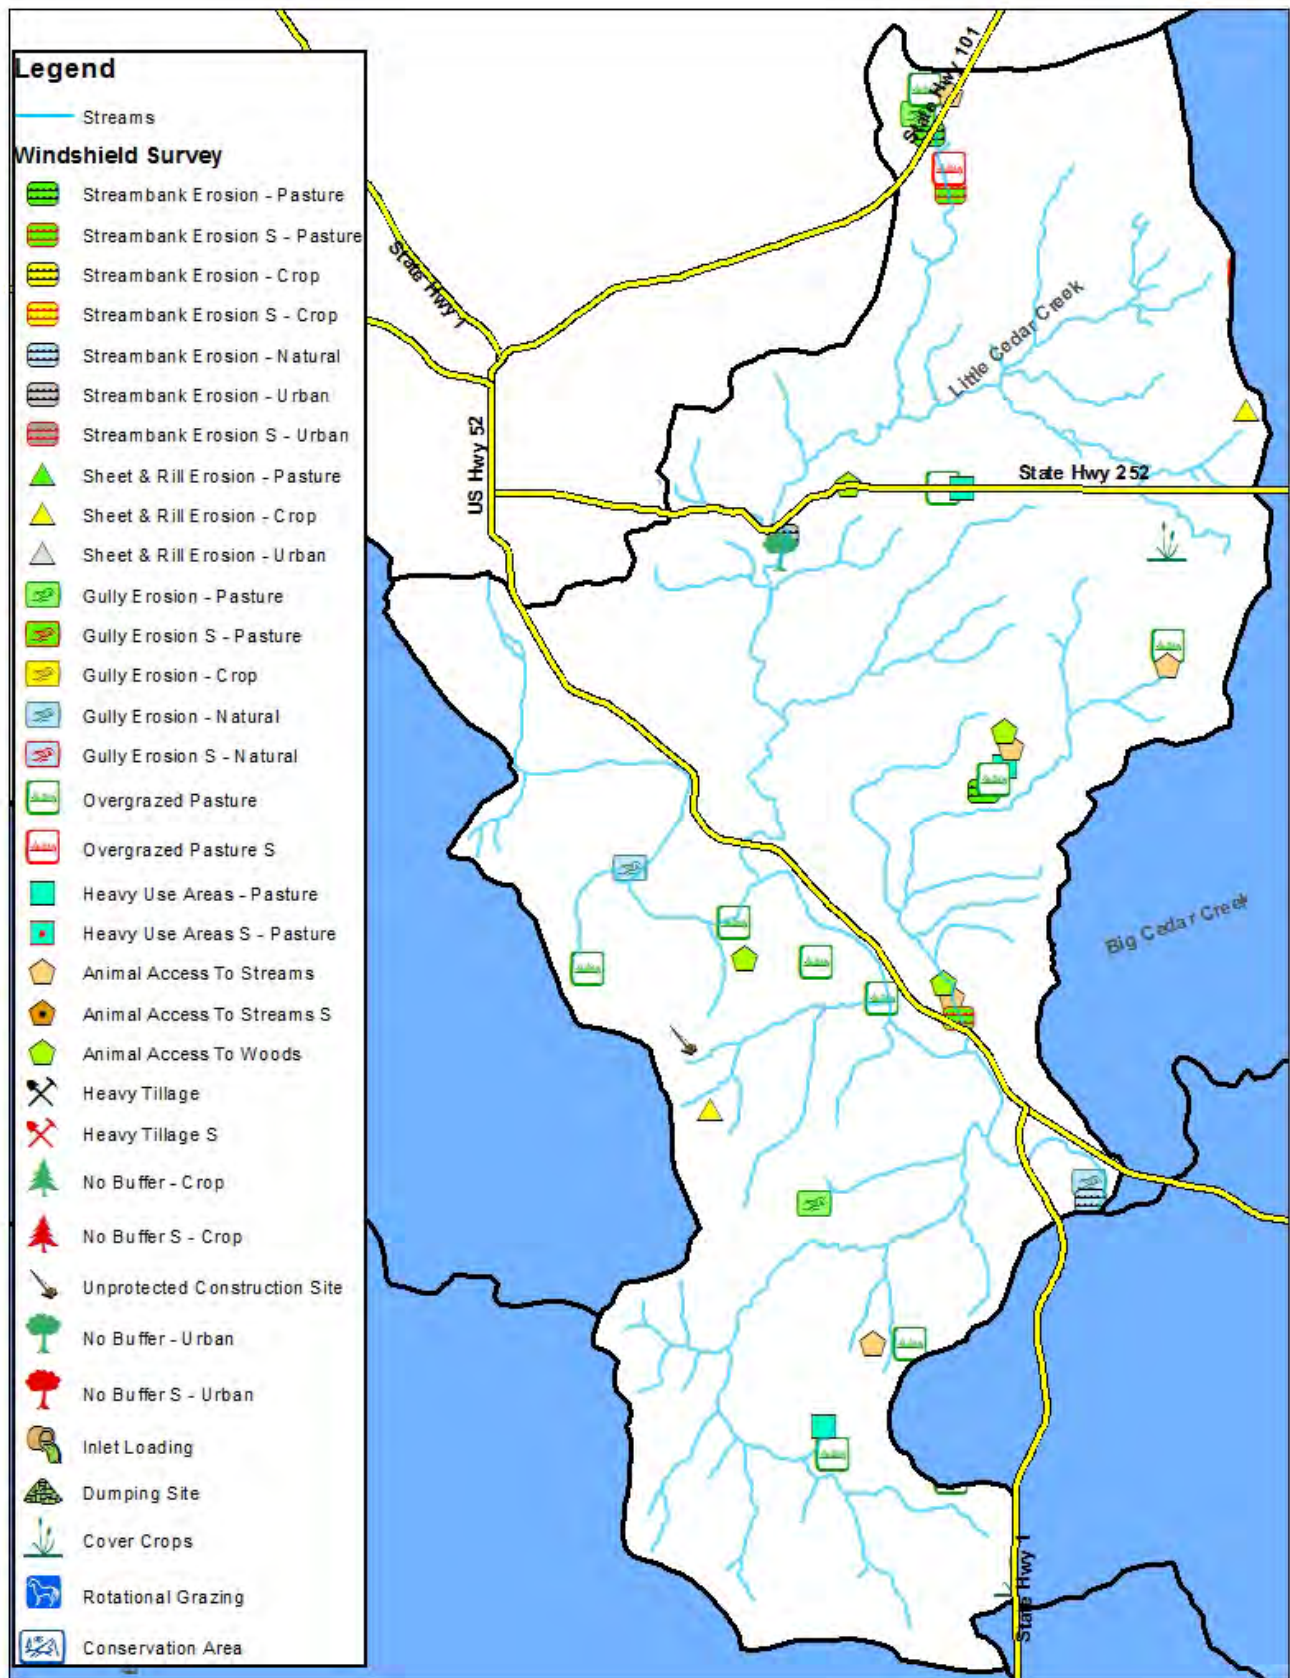 Legend
Streams
Windshield Survey
Streambank Erosion - Pasture
Streambank Erosion S - Pasture
Streambank Erosion - Crop
Streambank Erosion S - Crop
Streambank Erosion - Natural
Streambank Erosion - Urban
Streambank Erosion S - Urban
Sheet & Rill Erosion - Pasture
Sheet & Rill Erosion - Crop
Sheet & Rill Erosion - Urban
Gully Erosion - Pasture
Gully Erosion S - Pasture
Gully Erosion - Crop
Gully Erosion - Natural
Gully Erosion S - Natural
Overgrazed Pasture
Overgrazed Pasture S
Heavy Use Areas - Pasture
Heavy Use Areas S - Pasture
Animal Access To Streams
Animal Access To Streams S
Animal Access To Woods
Heavy Tillage
Heavy Tillage S
No Buffer - Crop
No Buffer S - Crop
Unprotected Construction Site
No Buffer - Urban
No Buffer S - Urban
Inlet Loading
Dumping Site
Cover Crops
Rotational Grazing
Conservation Area
State Hwy 101
State Hwy 1
Little Cedar Creek
US Hwy 52
State Hwy 252
Big Cedar Creek
State Hwy 1